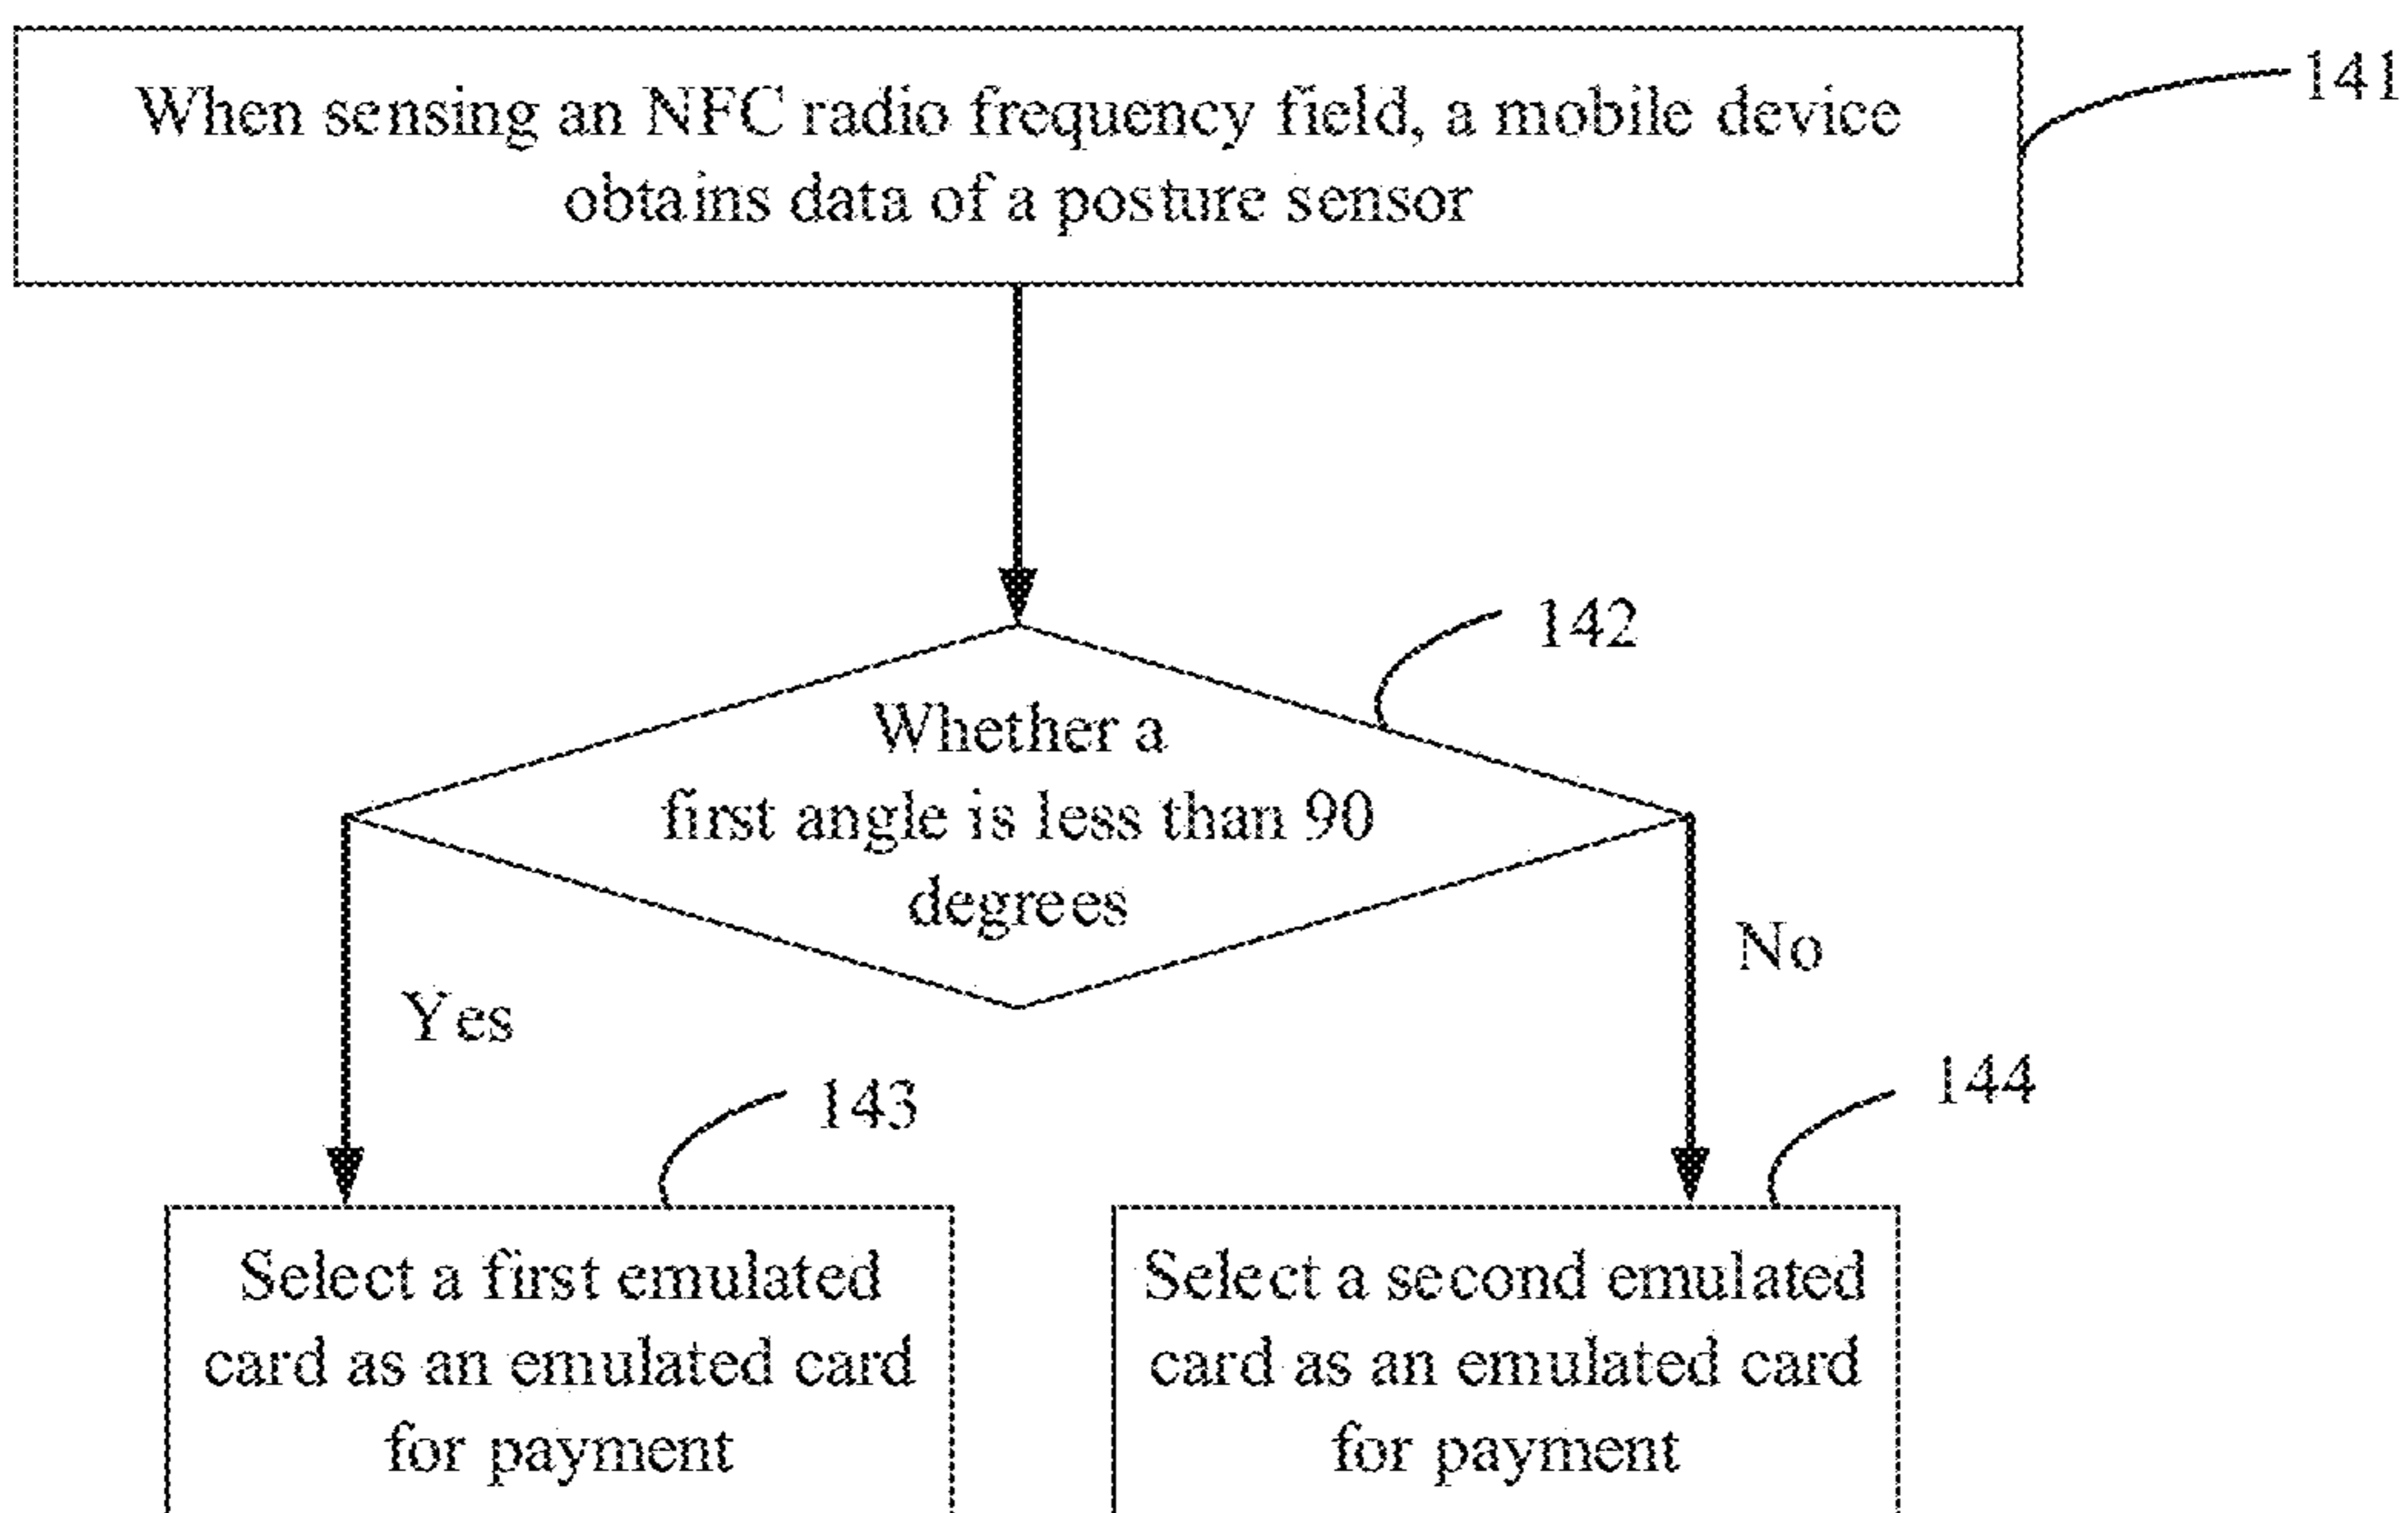 When sensing an NFC radio frequency field, a mobile device
obtains data of a posture sensor
141
142
Whether a
first angle is less than 90
degrees
Yes
No
143
144
Select a first emulated
card as an emulated card
for payment
Select a second emulated
card as an emulated card
for payment